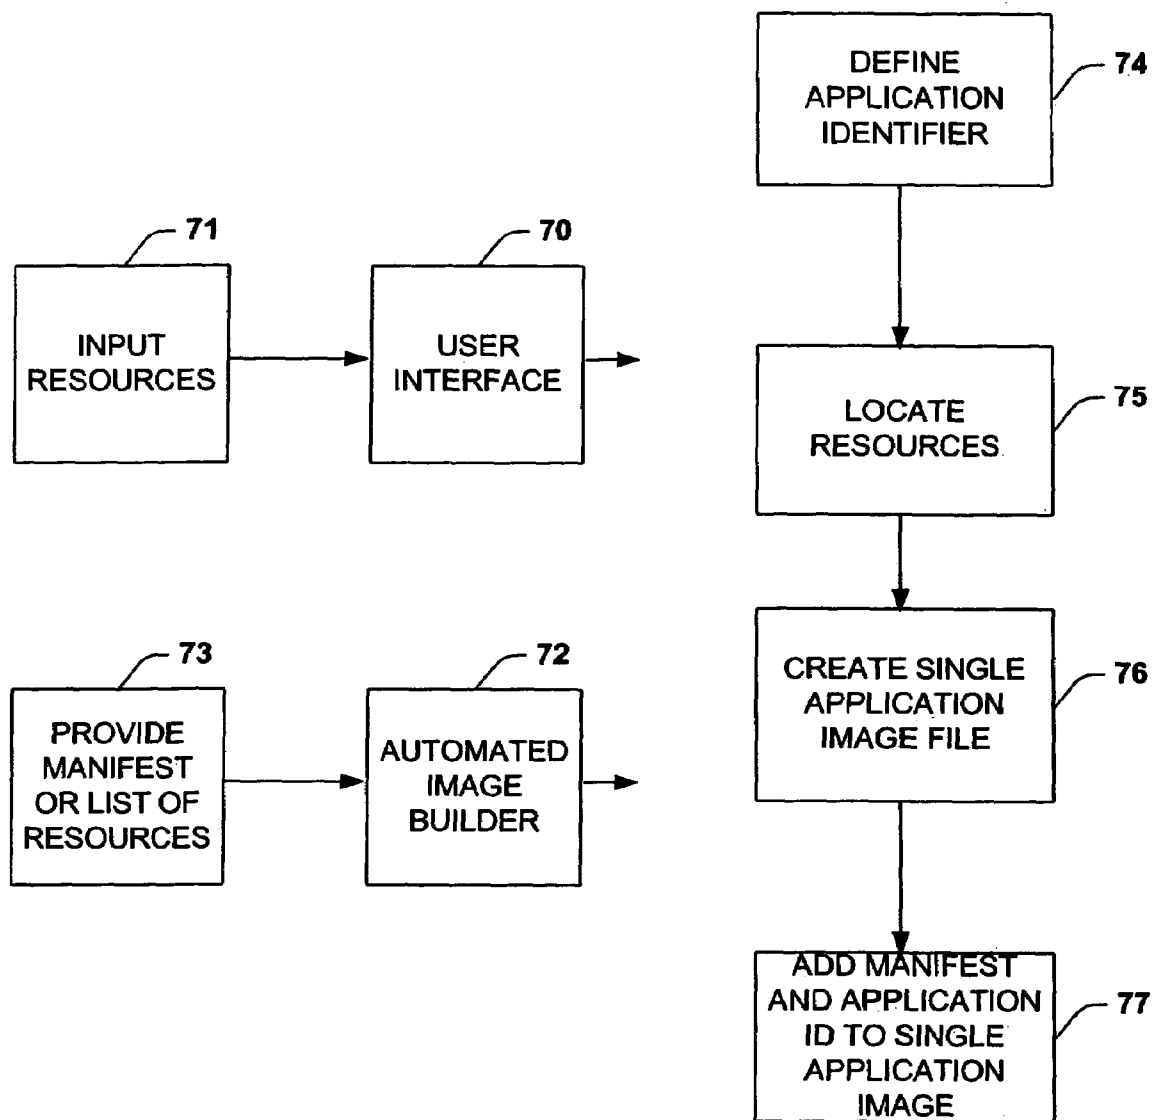 74
DEFINE
APPLICATION
IDENTIFIER
71
70
INPUT
RESOURCES
USER
INTERFACE
75
LOCATE
RESOURCES
73
72
PROVIDE
MANIFEST
OR LIST OF
RESOURCES
AUTOMATED
IMAGE
BUILDER
76
CREATE SINGLE
APPLICATION
IMAGE FILE
77
ADD MANIFEST
AND APPLICATION
ID TO SINGLE
APPLICATION
IMAGE